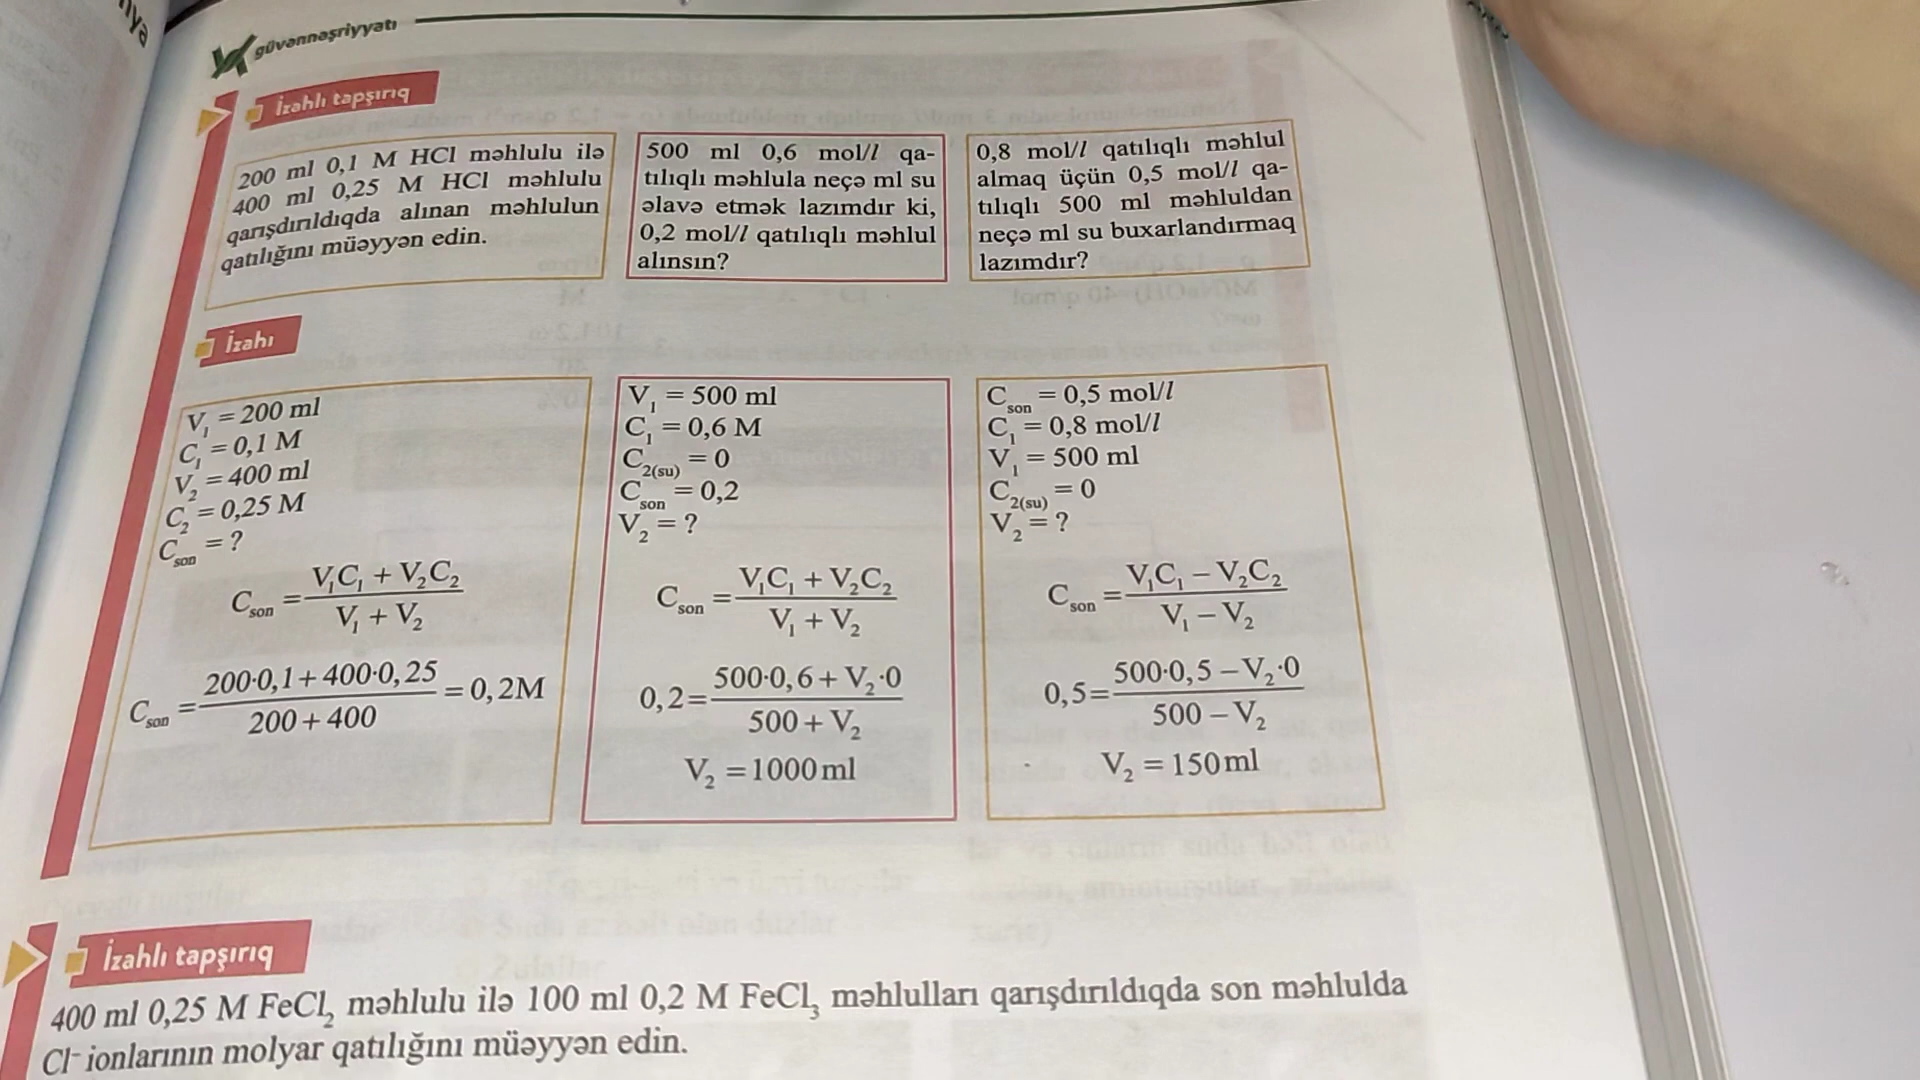 güvənnəşriyyatı
İzahlı tapşırıq
200 ml 0,1 M HCl məhlulu ilə
400 ml 0,25 M HCl məhlulu
qarışdırıldıqda alınan məhlulun
qatılığını müəyyən edin.
500 ml 0,6 mol/l qa-
tılıqlı məhlula neçə ml su
əlavə etmək lazımdır ki,
0,2 mol/l qatılıqlı məhlul
alınsın?
0,8 mol/l qatılıqlı məhlul
almaq üçün 0,5 mol/l qa-
tılıqlı 500 ml məhluldan
neçə ml su buxarlandırmaq
lazımdır?
İzahı
V₁ = 200 ml
C₁ = 0,1 M
V₂ = 400 ml
C₂ = 0,25 M
Cson = ?
Cson = (V₁C₁ + V₂C₂)/(V₁ + V₂)
Cson = (200·0,1 + 400·0,25)/(200 + 400) = 0,2M
V₁ = 500 ml
C₁ = 0,6 M
C2(su) = 0
Cson = 0,2
V₂ = ?
Cson = (V₁C₁ + V₂C₂)/(V₁ + V₂)
0,2 = (500·0,6 + V₂·0)/(500 + V₂)
V₂ = 1000 ml
Cson = 0,5 mol/l
C₁ = 0,8 mol/l
V₁ = 500 ml
C2(su) = 0
V₂ = ?
Cson = (V₁C₁ − V₂C₂)/(V₁ − V₂)
0,5 = (500·0,5 − V₂·0)/(500 − V₂)
V₂ = 150 ml
İzahlı tapşırıq
400 ml 0,25 M FeCl₂ məhlulu ilə 100 ml 0,2 M FeCl₃ məhlulları qarışdırıldıqda son məhlulda
Cl⁻ ionlarının molyar qatılığını müəyyən edin.